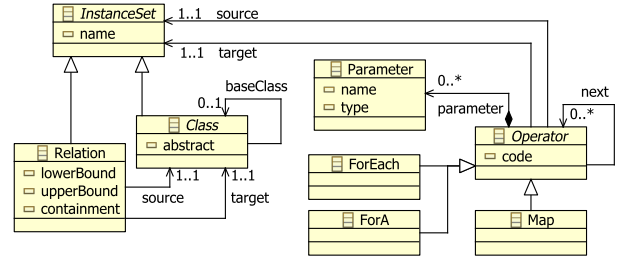 InstanceSet
name
1..1 source
1..1 target
Parameter
name
type
0..*
parameter
next
0..*
Operator
code
baseClass
0..1
Class
abstract
Relation
lowerBound
upperBound
containment
1..1
source
1..1
target
ForEach
ForA
Map